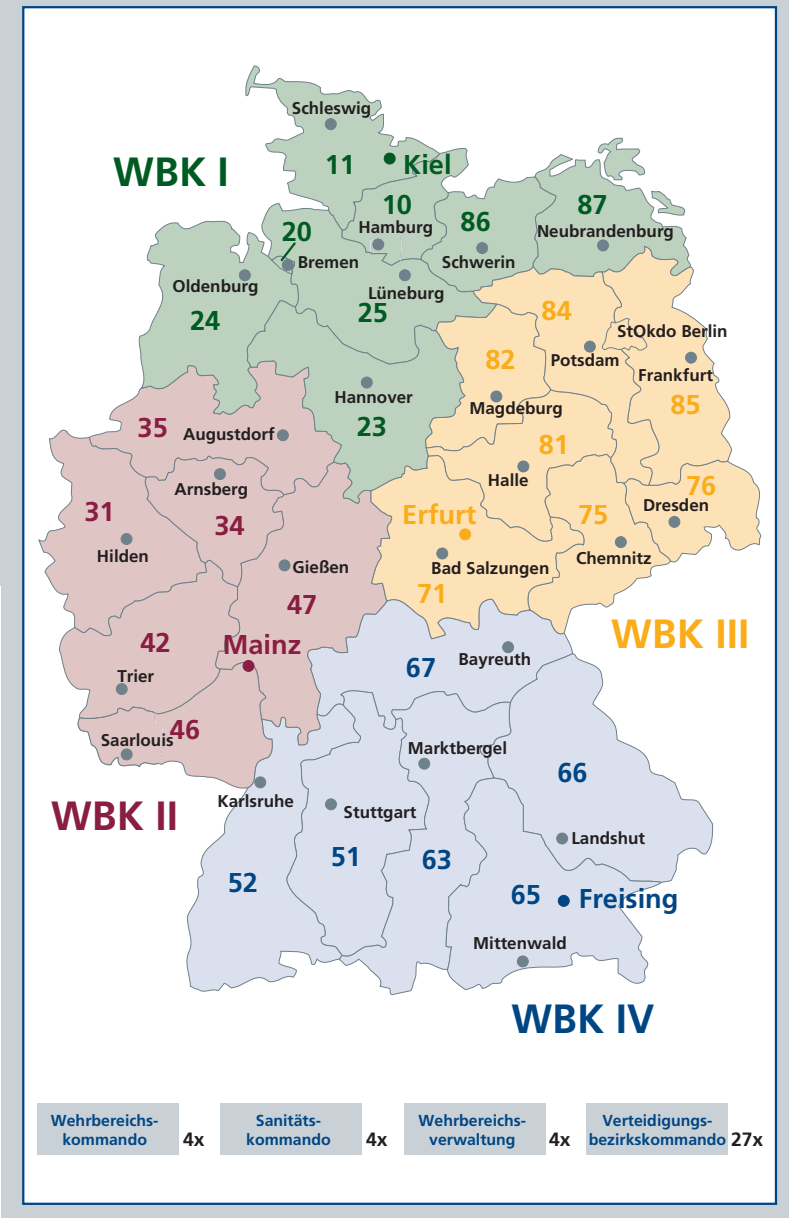 Schleswig
WBK I
11
Kiel
10
Hamburg
86
Schwerin
87
Neubrandenburg
20
Bremen
Oldenburg
24
Lüneburg
25
84
Potsdam
StOkdo Berlin
Frankfurt
85
82
Magdeburg
Hannover
23
35
Augustdorf
81
Halle
Arnsberg
34
31
Hilden
Erfurt
75
Chemnitz
76
Dresden
Bad Salzungen
71
Gießen
47
WBK III
42
Mainz
Trier
67
Bayreuth
46
Saarlouis
WBK II
Marktbergel
66
Karlsruhe
Stuttgart
Landshut
51
63
52
65
Freising
Mittenwald
WBK IV
Wehrbereichs-
kommando 4x
Sanitäts-
kommando 4x
Wehrbereichs-
verwaltung 4x
Verteidigungs-
bezirkskommando 27x